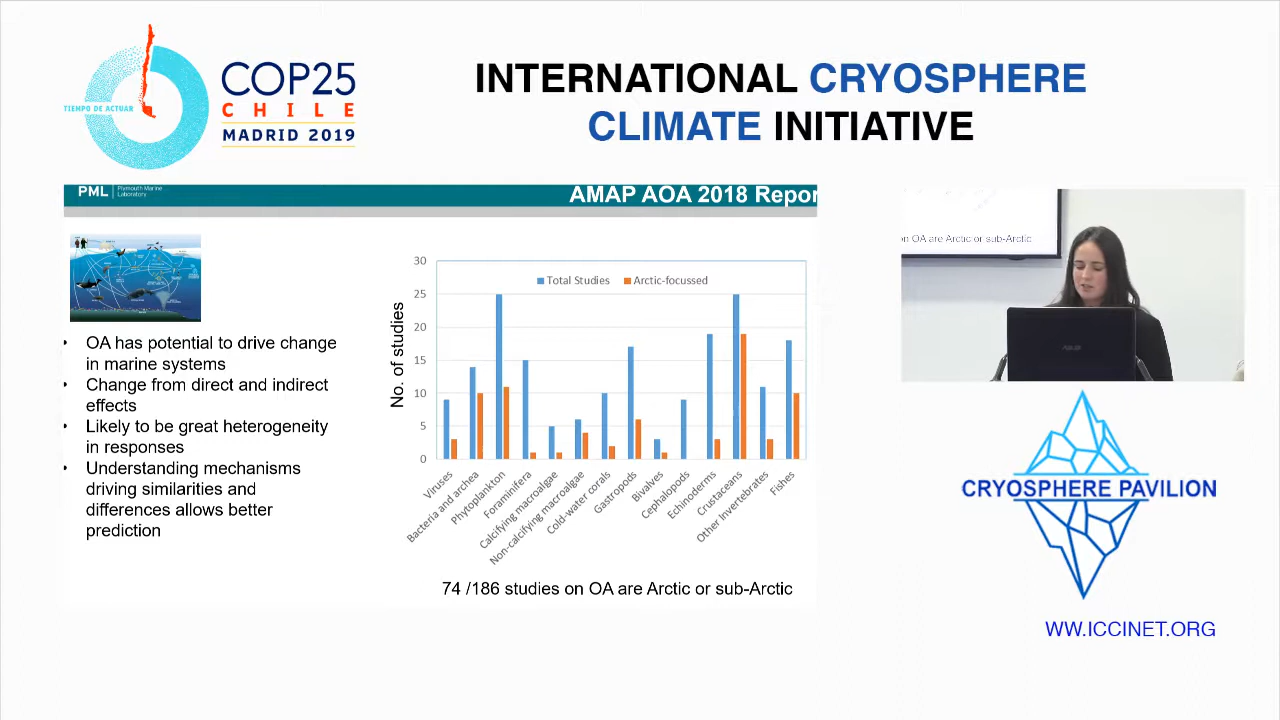 TIEMPO DE ACTUAR
COP25
CHILE
MADRID 2019
INTERNATIONAL CRYOSPHERE
CLIMATE INITIATIVE
PML Plymouth Marine
Laboratory
AMAP AOA 2018 Repor
• OA has potential to drive change
in marine systems
• Change from direct and indirect
effects
• Likely to be great heterogeneity
in responses
• Understanding mechanisms
driving similarities and
differences allows better
prediction
No. of studies
30
25
20
15
10
5
0
Total Studies
Arctic-focussed
Viruses
Bacteria and archea
Phytoplankton
Foraminifera
Calcifying macroalgae
Non-calcifying macroalgae
Cold-water corals
Gastropods
Bivalves
Cephalopods
Echinoderms
Crustaceans
Other Invertebrates
Fishes
74 /186 studies on OA are Arctic or sub-Arctic
on OA are Arctic or sub-Arctic
ASUS
CRYOSPHERE PAVILION
WW.ICCINET.ORG